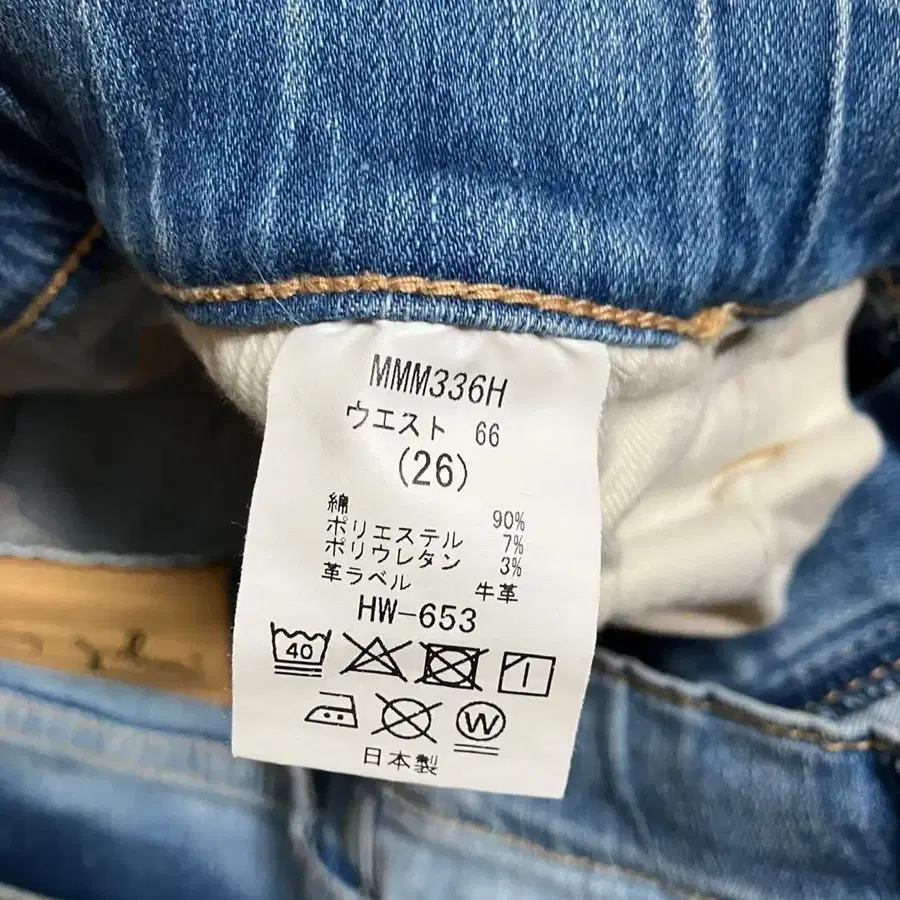 MMM336H
ウエスト 66
(26)
綿 90%
ポリエステル 7%
ポリウレタン 3%
革ラベル 牛革
HW-653
40
W
日本製